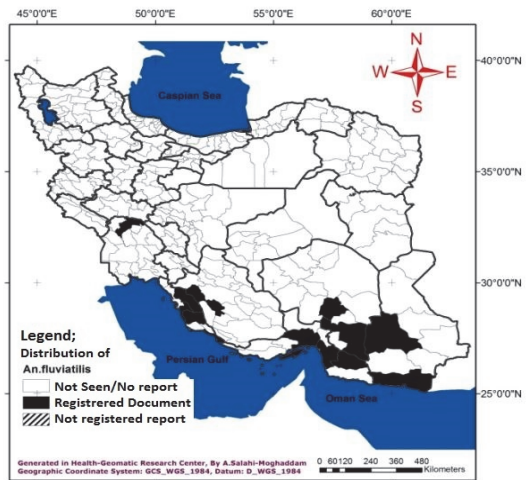 45°0'0"E 50°0'0"E 55°0'0"E 60°0'0"E
N
W E
S
40°0'0"N
Caspian Sea
35°0'0"N
30°0'0"N
Legend;
Distribution of
An.fluviatilis
Not Seen/No report
Registrered Document
Not registered report
Persian Gulf
Oman Sea
25°0'0"N
Generated in Health-Geomatic Research Center, By A.Salahi-Moghaddam
Geographic Coordinate System: GCS_WGS_1984, Datum: D_WGS_1984
0 60 120 240 360 480
Kilometers